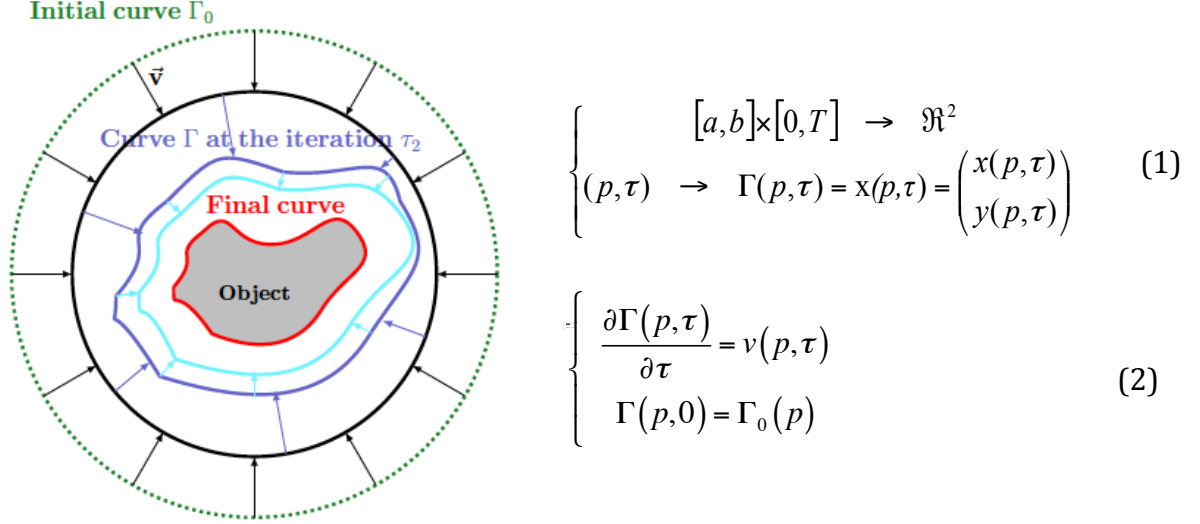 Initial curve Γ₀
v⃗
Curve Γ at the iteration τ₂
Final curve
Object
[a,b]×[0,T] → ℜ²
(p,τ) → Γ(p,τ) = x(p,τ) = ( x(p,τ) y(p,τ) ) (1)
∂Γ(p,τ)/∂τ = v(p,τ)
Γ(p,0) = Γ₀(p) (2)